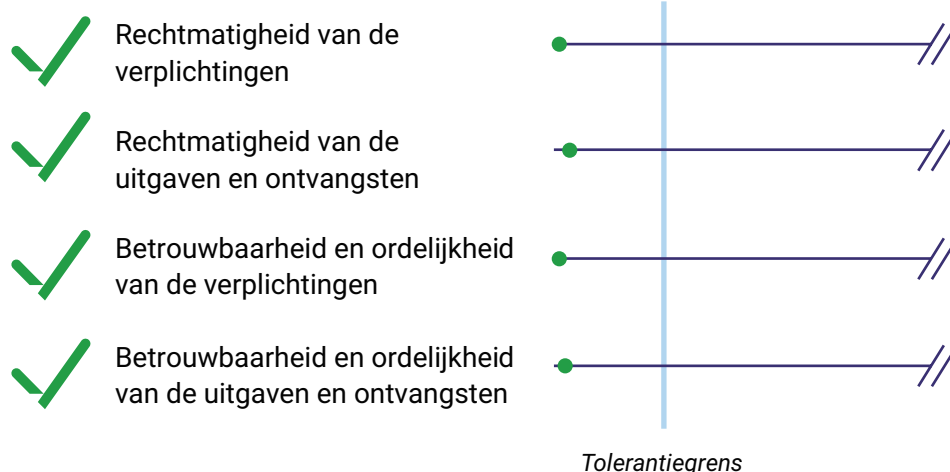 Rechtmatigheid van de
verplichtingen
Rechtmatigheid van de
uitgaven en ontvangsten
Betrouwbaarheid en ordelijkheid
van de verplichtingen
Betrouwbaarheid en ordelijkheid
van de uitgaven en ontvangsten
Tolerantiegrens